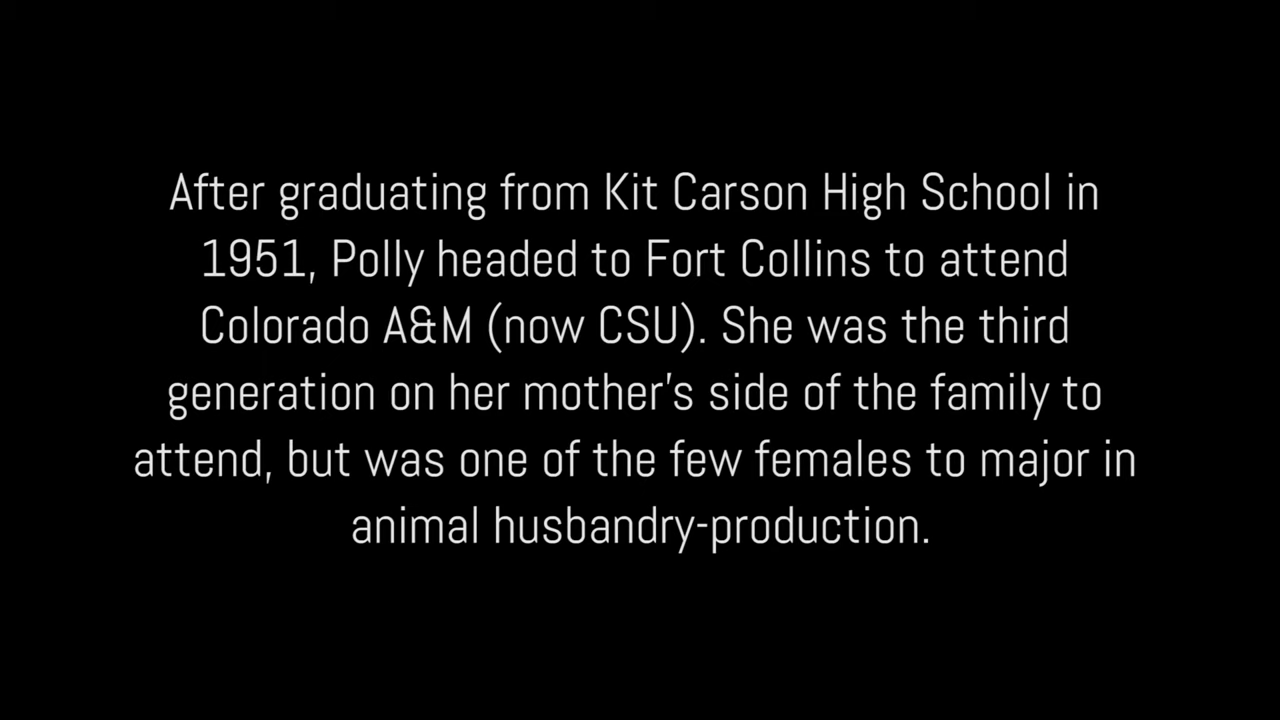 After graduating from Kit Carson High School in
1951, Polly headed to Fort Collins to attend
Colorado A&M (now CSU). She was the third
generation on her mother's side of the family to
attend, but was one of the few females to major in
animal husbandry-production.